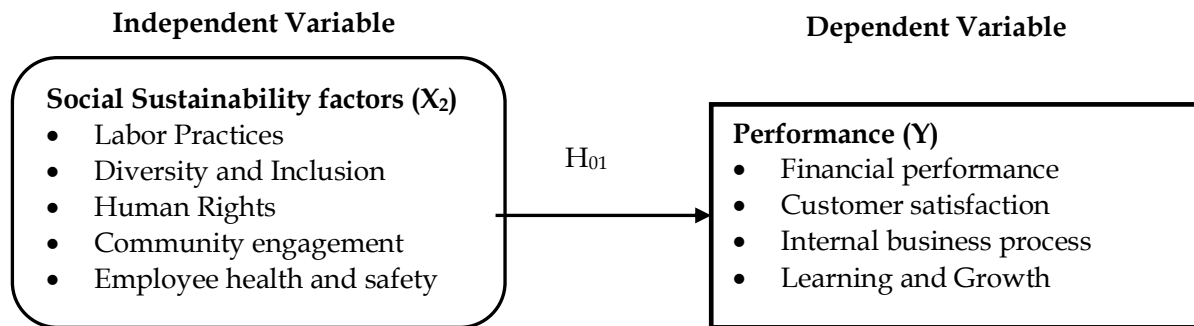 Independent Variable
Dependent Variable
Social Sustainability factors (X₂)
• Labor Practices
• Diversity and Inclusion
• Human Rights
• Community engagement
• Employee health and safety
H₀₁
Performance (Y)
• Financial performance
• Customer satisfaction
• Internal business process
• Learning and Growth